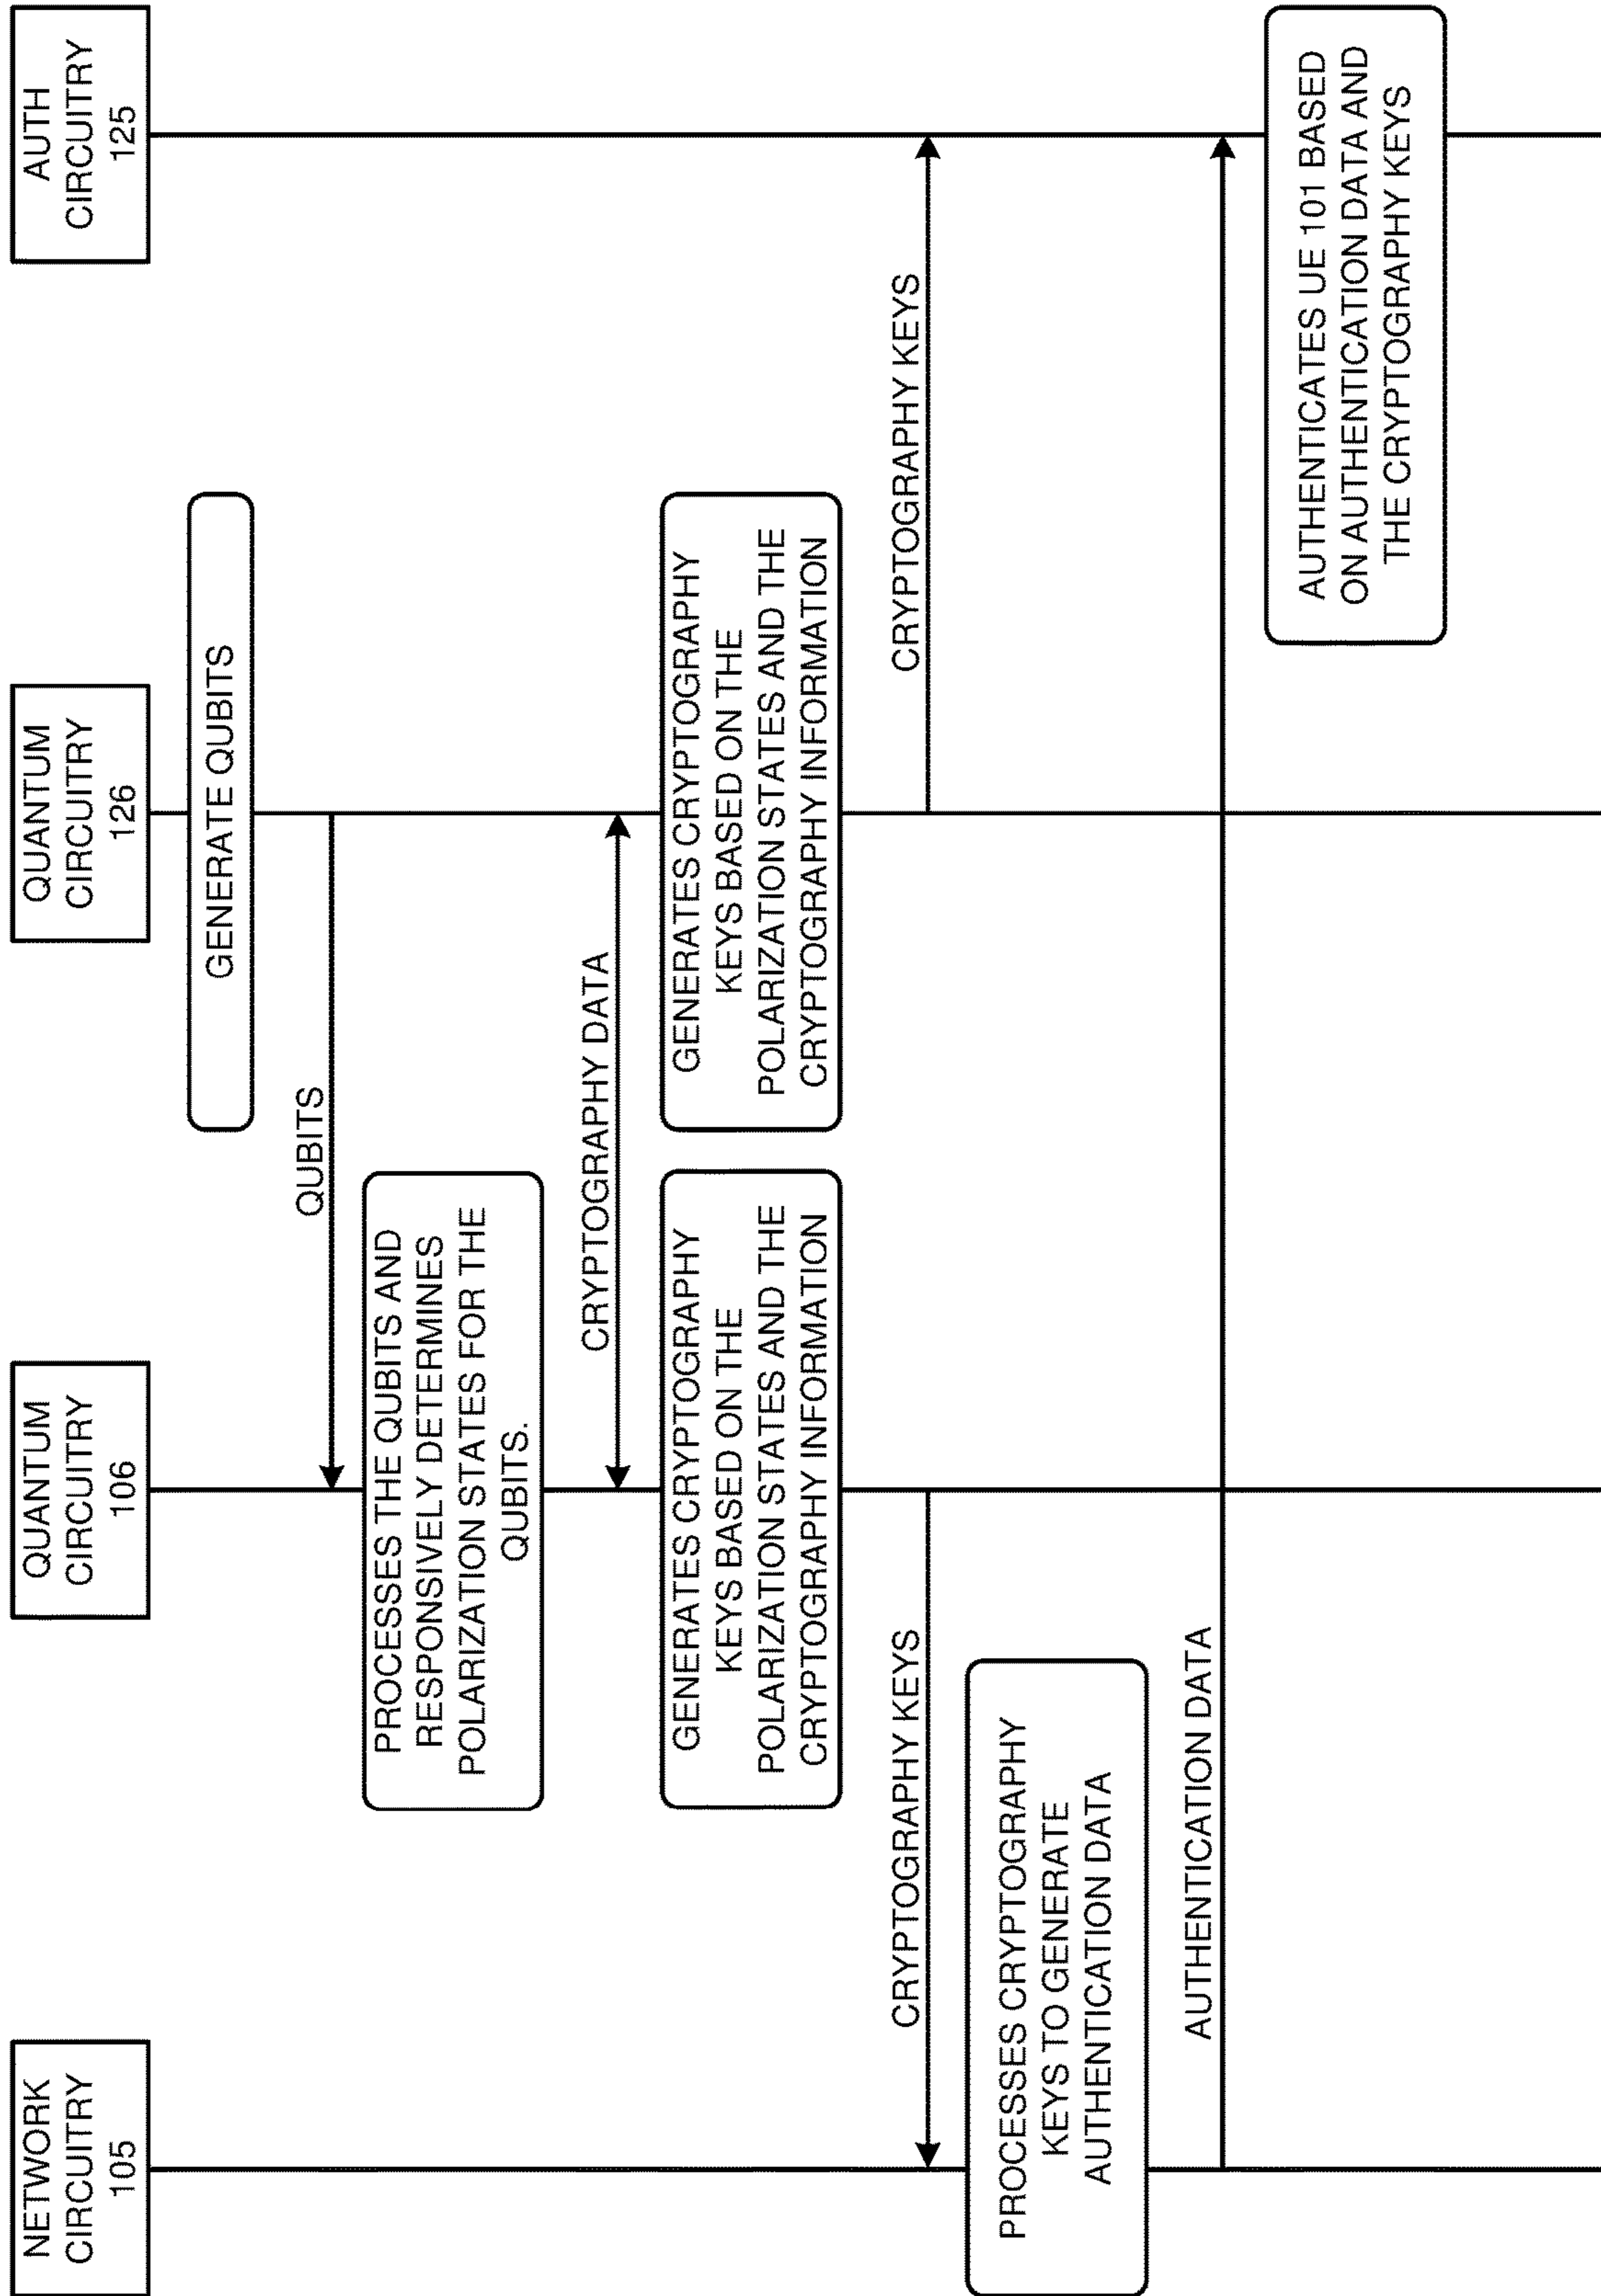 NETWORK
CIRCUITRY
105
QUANTUM
CIRCUITRY
106
QUANTUM
CIRCUITRY
126
AUTH
CIRCUITRY
125
GENERATE QUBITS
QUBITS
PROCESSES THE QUBITS AND
RESPONSIVELY DETERMINES
POLARIZATION STATES FOR THE
QUBITS.
CRYPTOGRAPHY DATA
GENERATES CRYPTOGRAPHY
KEYS BASED ON THE
POLARIZATION STATES AND THE
CRYPTOGRAPHY INFORMATION
GENERATES CRYPTOGRAPHY
KEYS BASED ON THE
POLARIZATION STATES AND THE
CRYPTOGRAPHY INFORMATION
CRYPTOGRAPHY KEYS
CRYPTOGRAPHY KEYS
PROCESSES CRYPTOGRAPHY
KEYS TO GENERATE
AUTHENTICATION DATA
AUTHENTICATION DATA
AUTHENTICATES UE 101 BASED
ON AUTHENTICATION DATA AND
THE CRYPTOGRAPHY KEYS